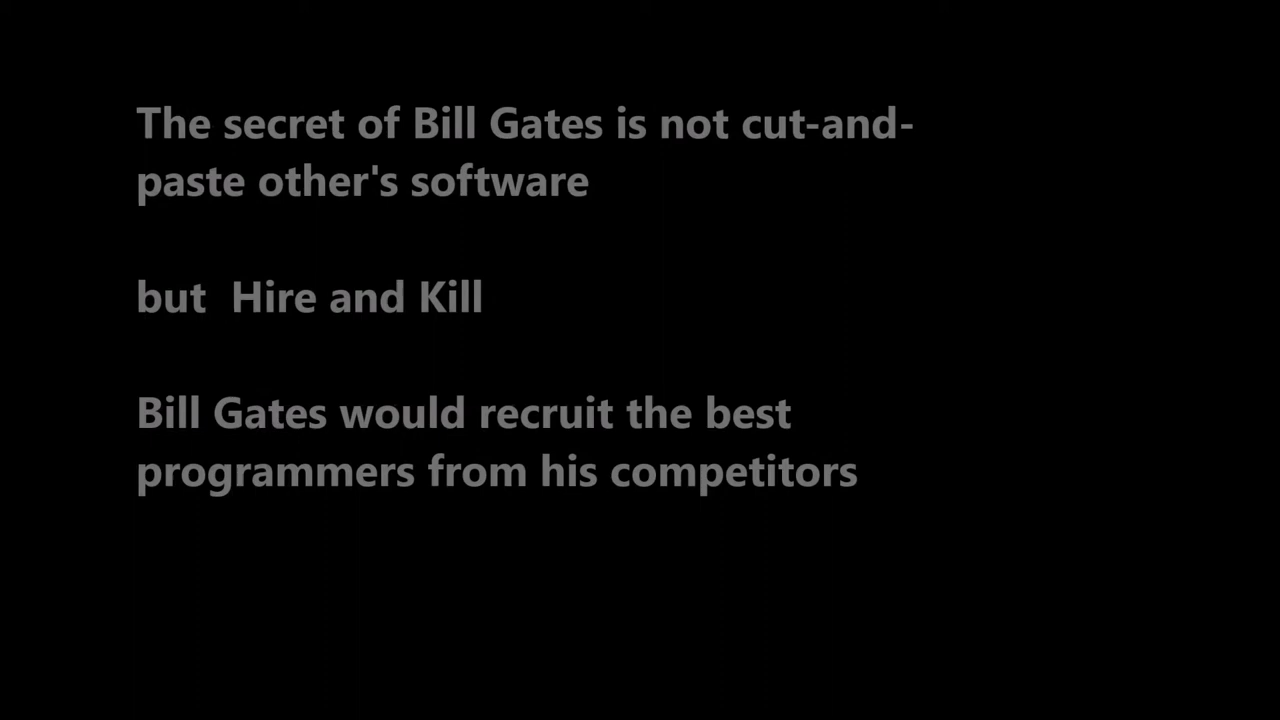 The secret of Bill Gates is not cut-and-
paste other's software
but  Hire and Kill
Bill Gates would recruit the best
programmers from his competitors